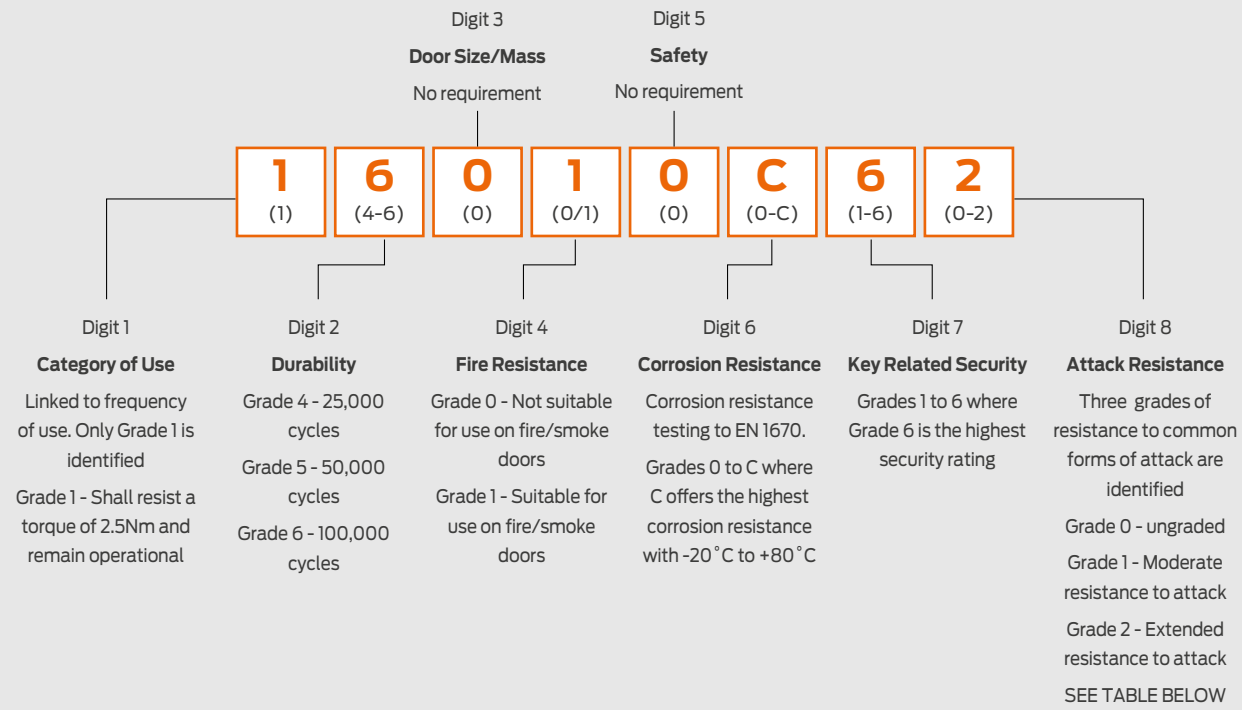 Digit 3
Door Size/Mass
No requirement
Digit 5
Safety
No requirement
1 6 0 1 0 C 6 2
(1) (4-6) (0) (0/1) (0) (0-C) (1-6) (0-2)
Digit 1
Category of Use
Linked to frequency
of use. Only Grade 1 is
identified
Grade 1 - Shall resist a
torque of 2.5Nm and
remain operational
Digit 2
Durability
Grade 4 - 25,000
cycles
Grade 5 - 50,000
cycles
Grade 6 - 100,000
cycles
Digit 4
Fire Resistance
Grade 0 - Not suitable
for use on fire/smoke
doors
Grade 1 - Suitable for
use on fire/smoke
doors
Digit 6
Corrosion Resistance
Corrosion resistance
testing to EN 1670.
Grades 0 to C where
C offers the highest
corrosion resistance
with -20˚C to +80˚C
Digit 7
Key Related Security
Grades 1 to 6 where
Grade 6 is the highest
security rating
Digit 8
Attack Resistance
Three grades of
resistance to common
forms of attack are
identified
Grade 0 - ungraded
Grade 1 - Moderate
resistance to attack
Grade 2 - Extended
resistance to attack
SEE TABLE BELOW